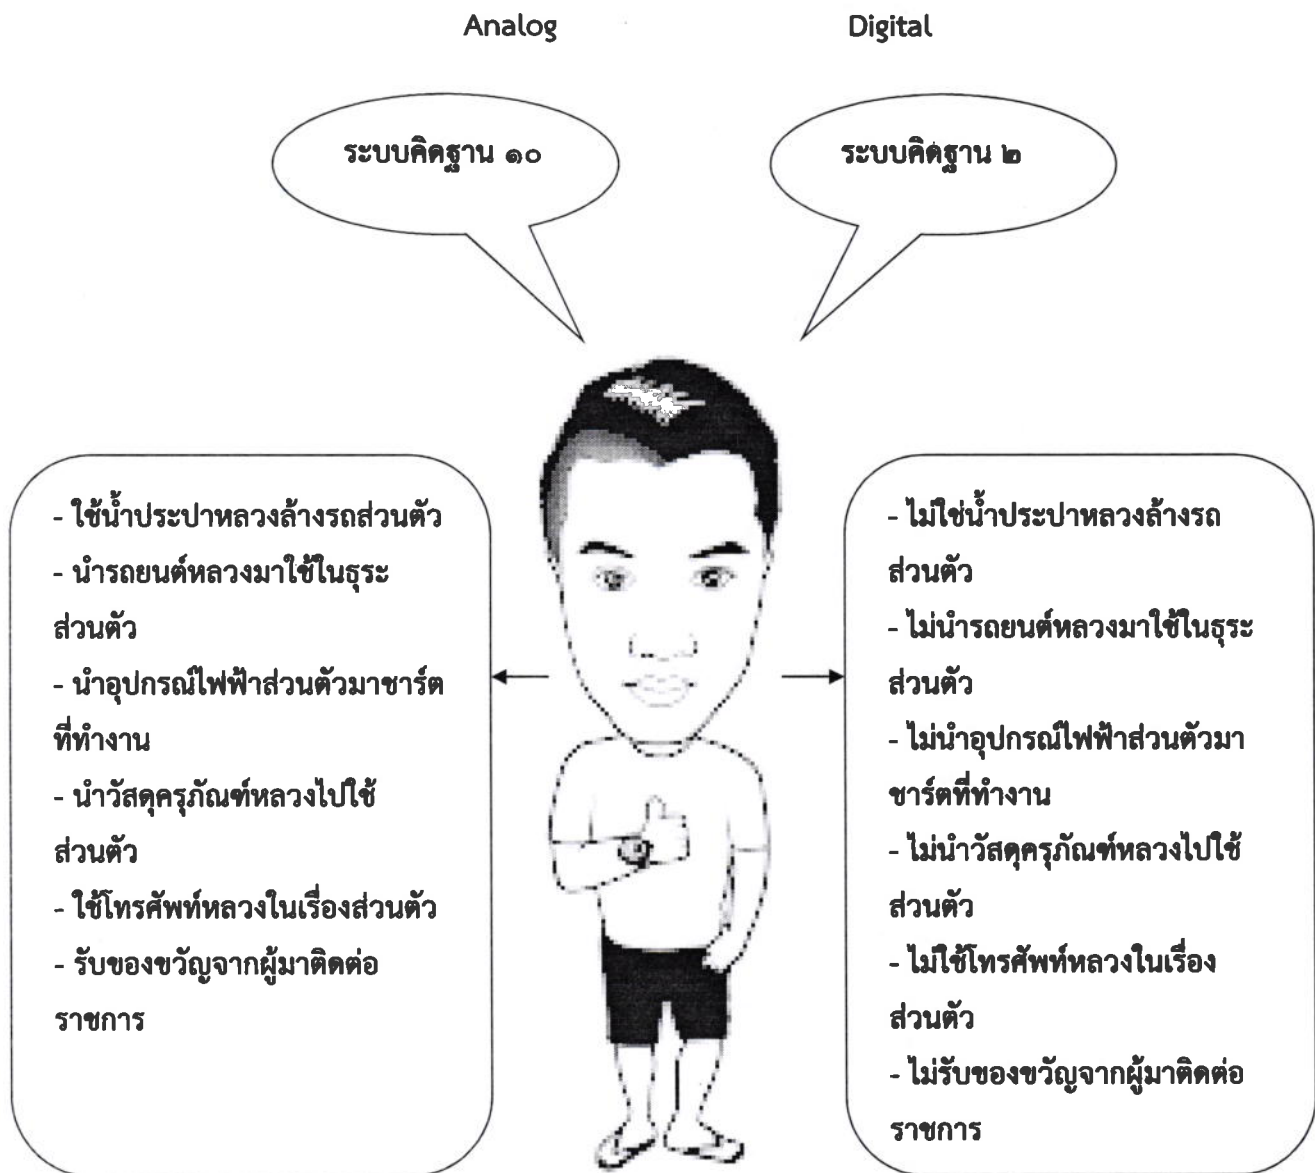 Analog
Digital
ระบบคิดฐาน ๑๐
ระบบคิดฐาน ๒
- ใช้น้ำประปาหลวงล้างรถส่วนตัว
- นำรถยนต์หลวงมาใช้ในธุระ
ส่วนตัว
- นำอุปกรณ์ไฟฟ้าส่วนตัวมาชาร์ต
ที่ทำงาน
- นำวัสดุครุภัณฑ์หลวงไปใช้
ส่วนตัว
- ใช้โทรศัพท์หลวงในเรื่องส่วนตัว
- รับของขวัญจากผู้มาติดต่อ
ราชการ
- ไม่ใช่น้ำประปาหลวงล้างรถ
ส่วนตัว
- ไม่นำรถยนต์หลวงมาใช้ในธุระ
ส่วนตัว
- ไม่นำอุปกรณ์ไฟฟ้าส่วนตัวมา
ชาร์ตที่ทำงาน
- ไม่นำวัสดุครุภัณฑ์หลวงไปใช้
ส่วนตัว
- ไม่ใช้โทรศัพท์หลวงในเรื่อง
ส่วนตัว
- ไม่รับของขวัญจากผู้มาติดต่อ
ราชการ